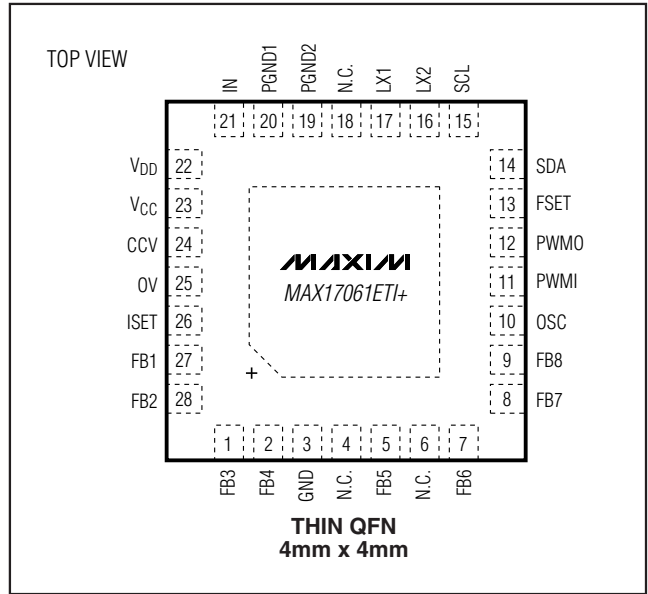 TOP VIEW
IN PGND1 PGND2 N.C. LX1 LX2 SCL
21 20 19 18 17 16 15
VDD 22
VCC 23
CCV 24
OV 25
ISET 26
FB1 27
FB2 28
14 SDA
13 FSET
12 PWMO
11 PWMI
10 OSC
9 FB8
8 FB7
MAXIM
MAX17061ETI+
+
1 2 3 4 5 6 7
FB3 FB4 GND N.C. FB5 N.C. FB6
THIN QFN
4mm x 4mm